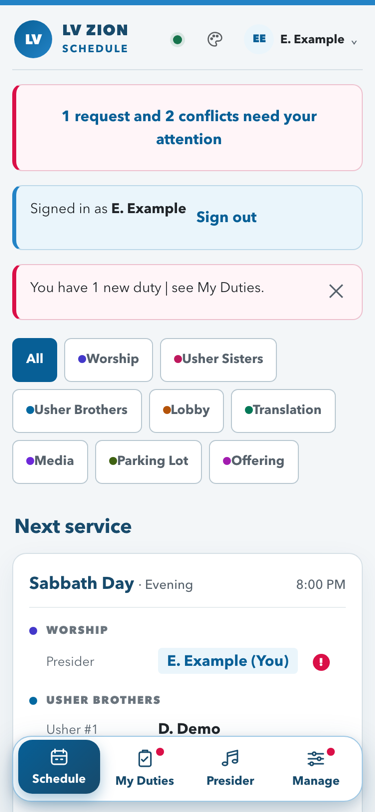 LV
LV ZION
SCHEDULE
EE
E. Example
1 request and 2 conflicts need your
attention
Signed in as E. Example
Sign out
You have 1 new duty | see My Duties.
All
Worship
Usher Sisters
Usher Brothers
Lobby
Translation
Media
Parking Lot
Offering
Next service
Sabbath Day · Evening
8:00 PM
WORSHIP
Presider
E. Example (You)
USHER BROTHERS
Usher #1
D. Demo
Schedule
My Duties
Presider
Manage